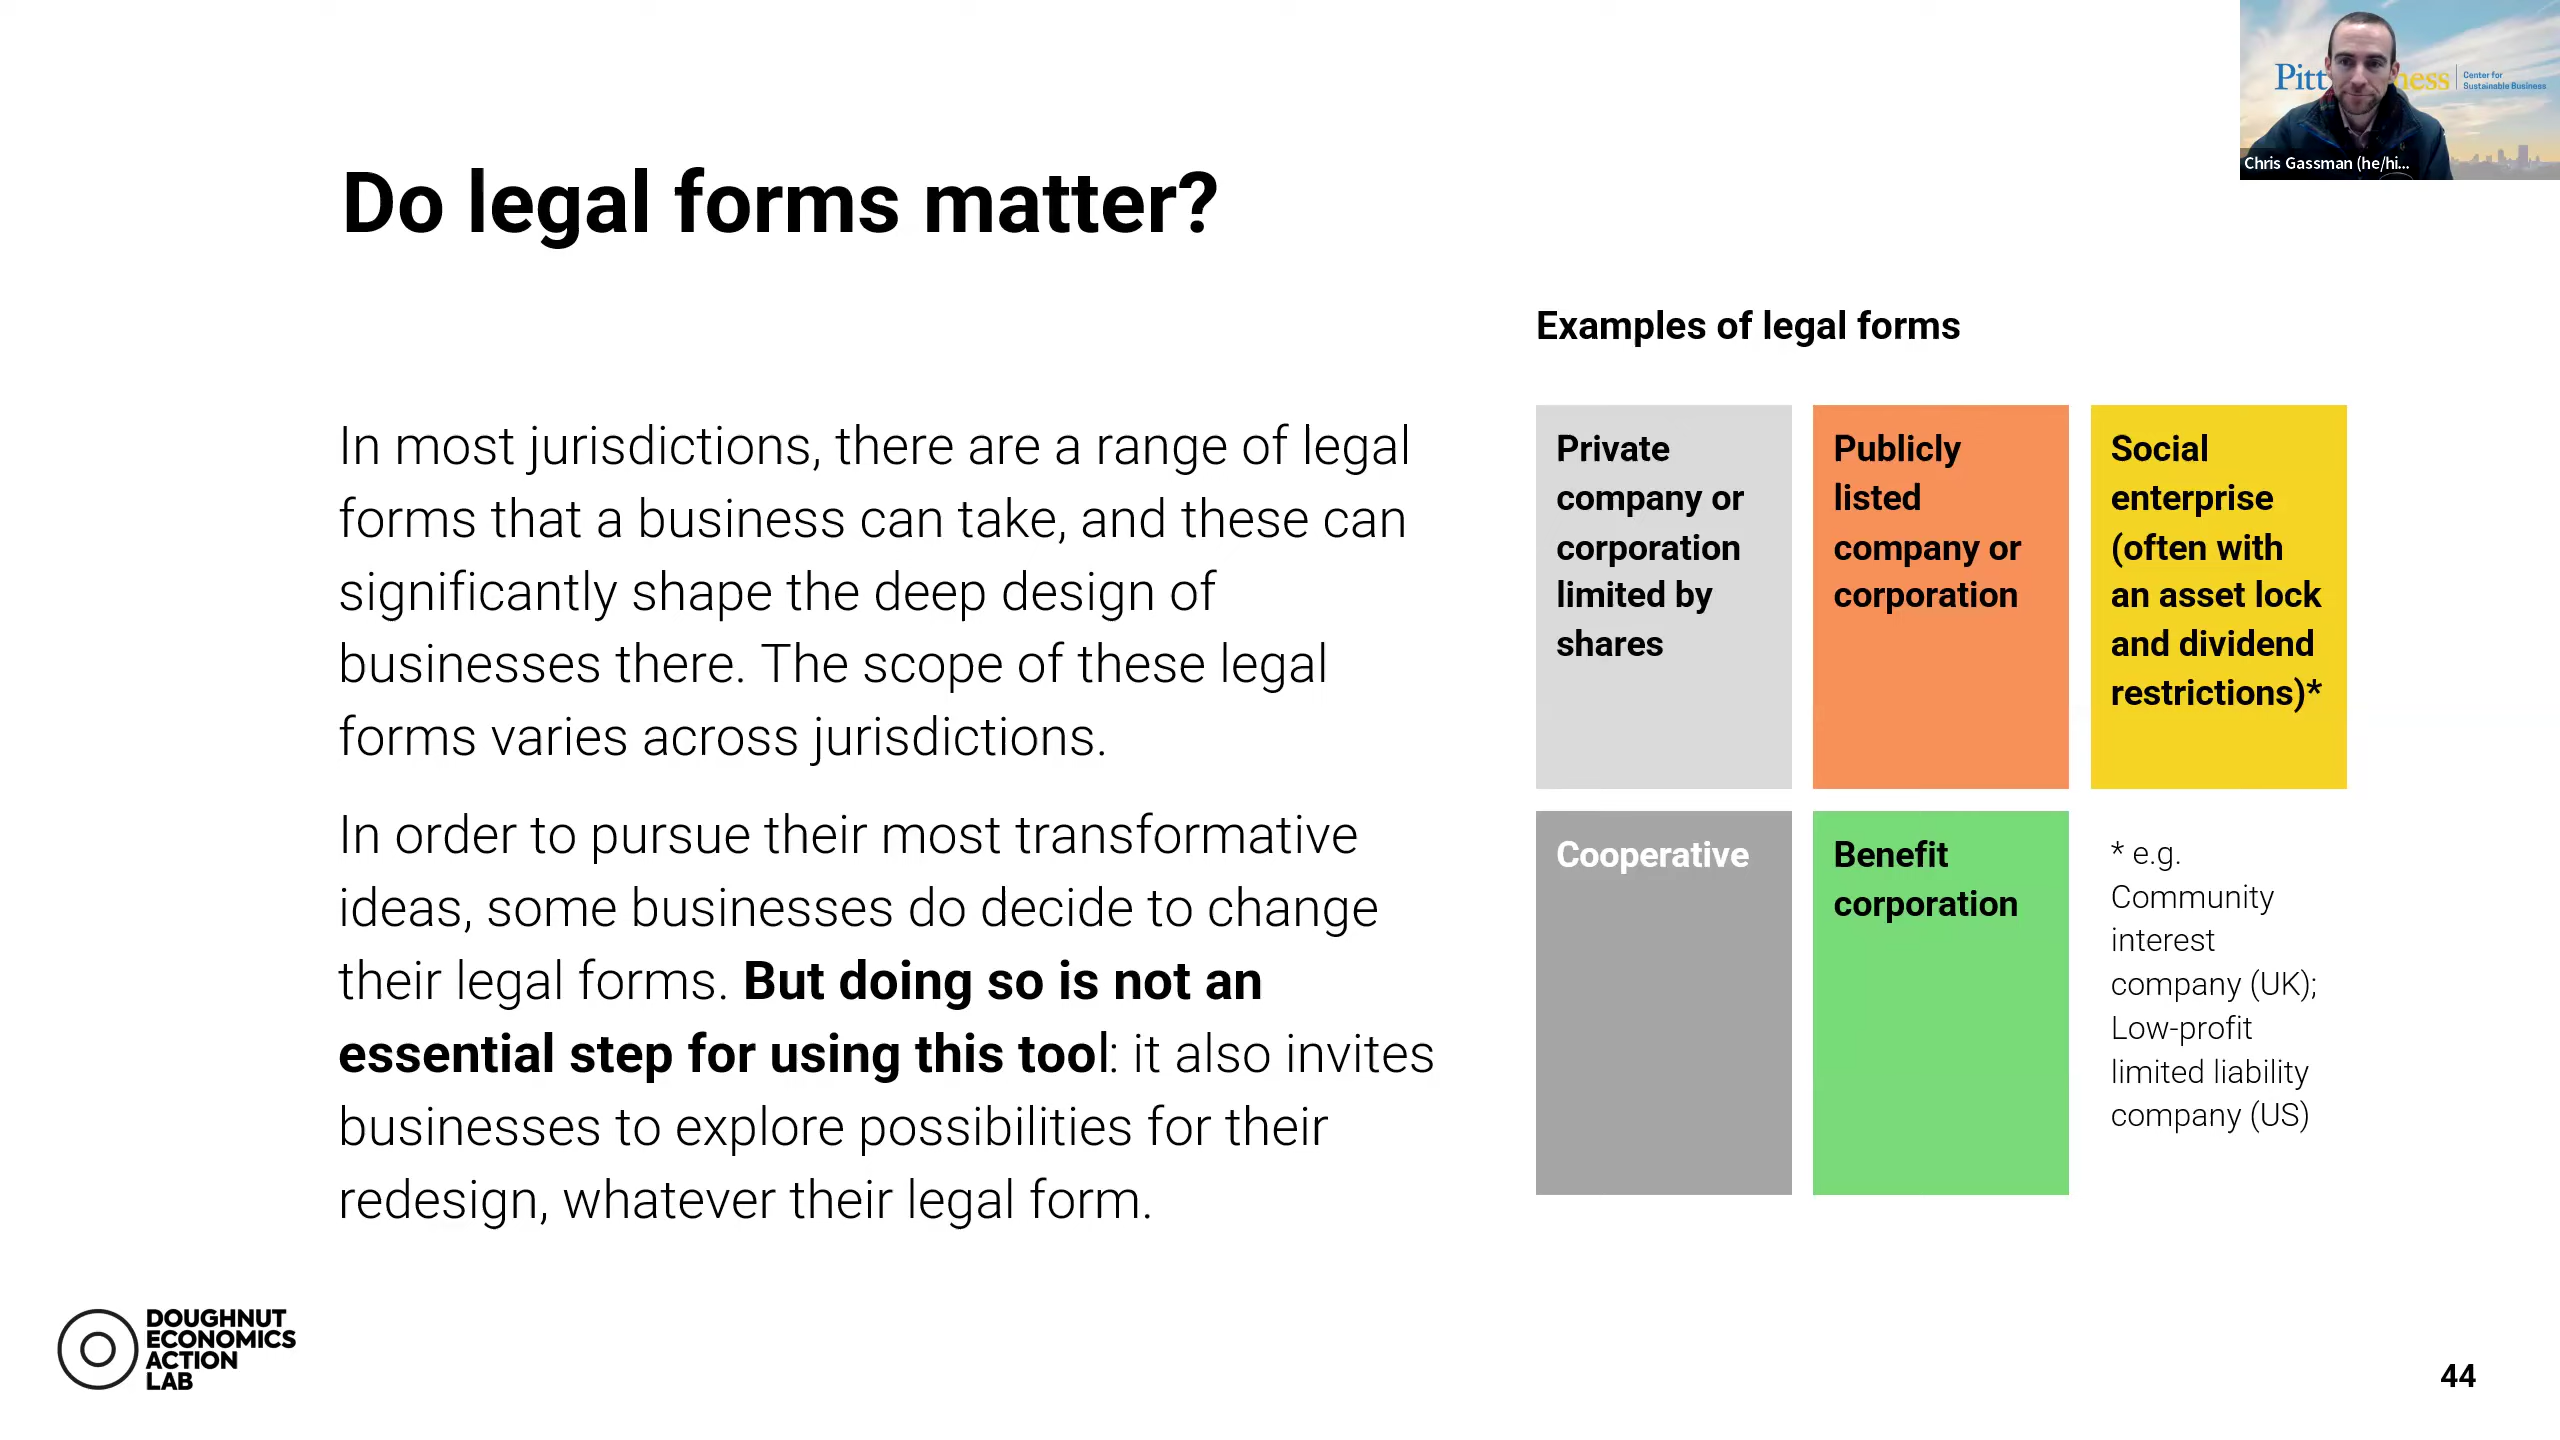 Pitt
ness
Center for
Sustainable Business
Chris Gassman (he/hi...
Do legal forms matter?
In most jurisdictions, there are a range of legal
forms that a business can take, and these can
significantly shape the deep design of
businesses there. The scope of these legal
forms varies across jurisdictions.
In order to pursue their most transformative
ideas, some businesses do decide to change
their legal forms. But doing so is not an
essential step for using this tool: it also invites
businesses to explore possibilities for their
redesign, whatever their legal form.
Examples of legal forms
Private
company or
corporation
limited by
shares
Publicly
listed
company or
corporation
Social
enterprise
(often with
an asset lock
and dividend
restrictions)*
Cooperative
Benefit
corporation
* e.g.
Community
interest
company (UK);
Low-profit
limited liability
company (US)
DOUGHNUT
ECONOMICS
ACTION
LAB
44